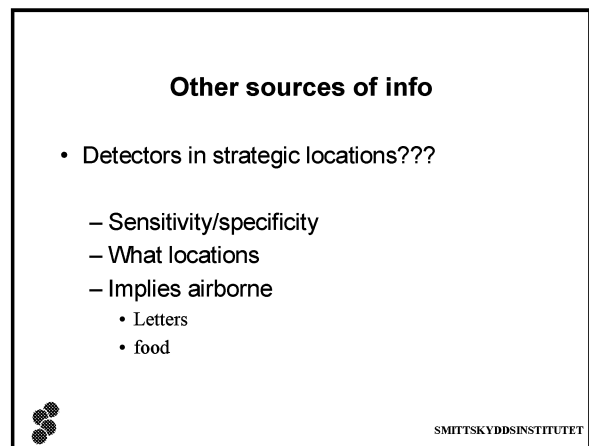 Other sources of info
• Detectors in strategic locations???
– Sensitivity/specificity
– What locations
– Implies airborne
• Letters
• food
SMITTSKYDDSINSTITUTET